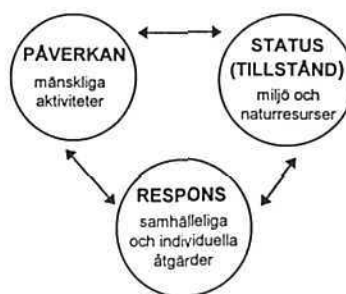 PÅVERKAN
mänskliga
aktiviteter
STATUS
(TILLSTÅND)
miljö och
naturresurser
RESPONS
samhälleliga
och individuella
åtgärder